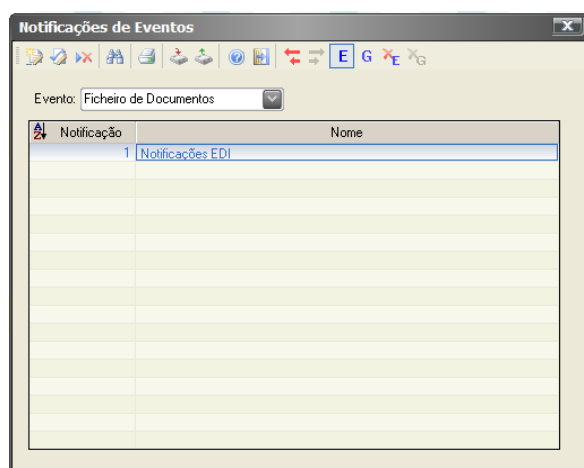 Notificações de Eventos
E G E G
Evento: Ficheiro de Documentos
A Z Notificação Nome
1 Notificações EDI